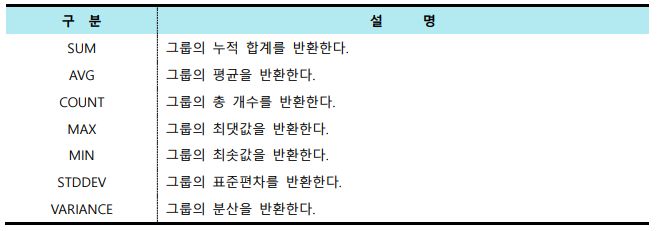 구 분 설 명
SUM 그룹의 누적 합계를 반환한다.
AVG 그룹의 평균을 반환한다.
COUNT 그룹의 총 개수를 반환한다.
MAX 그룹의 최댓값을 반환한다.
MIN 그룹의 최솟값을 반환한다.
STDDEV 그룹의 표준편차를 반환한다.
VARIANCE 그룹의 분산을 반환한다.